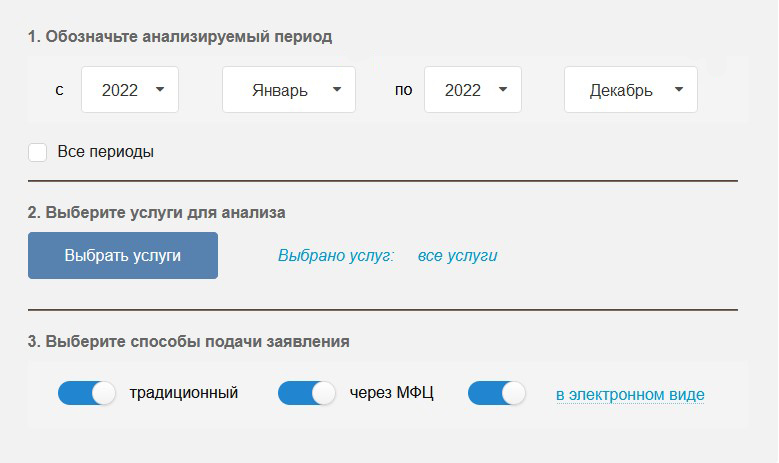 1. Обозначьте анализируемый период
с 2022 Январь по 2022 Декабрь
Все периоды
2. Выберите услуги для анализа
Выбрать услуги Выбрано услуг: все услуги
3. Выберите способы подачи заявления
традиционный через МФЦ в электронном виде